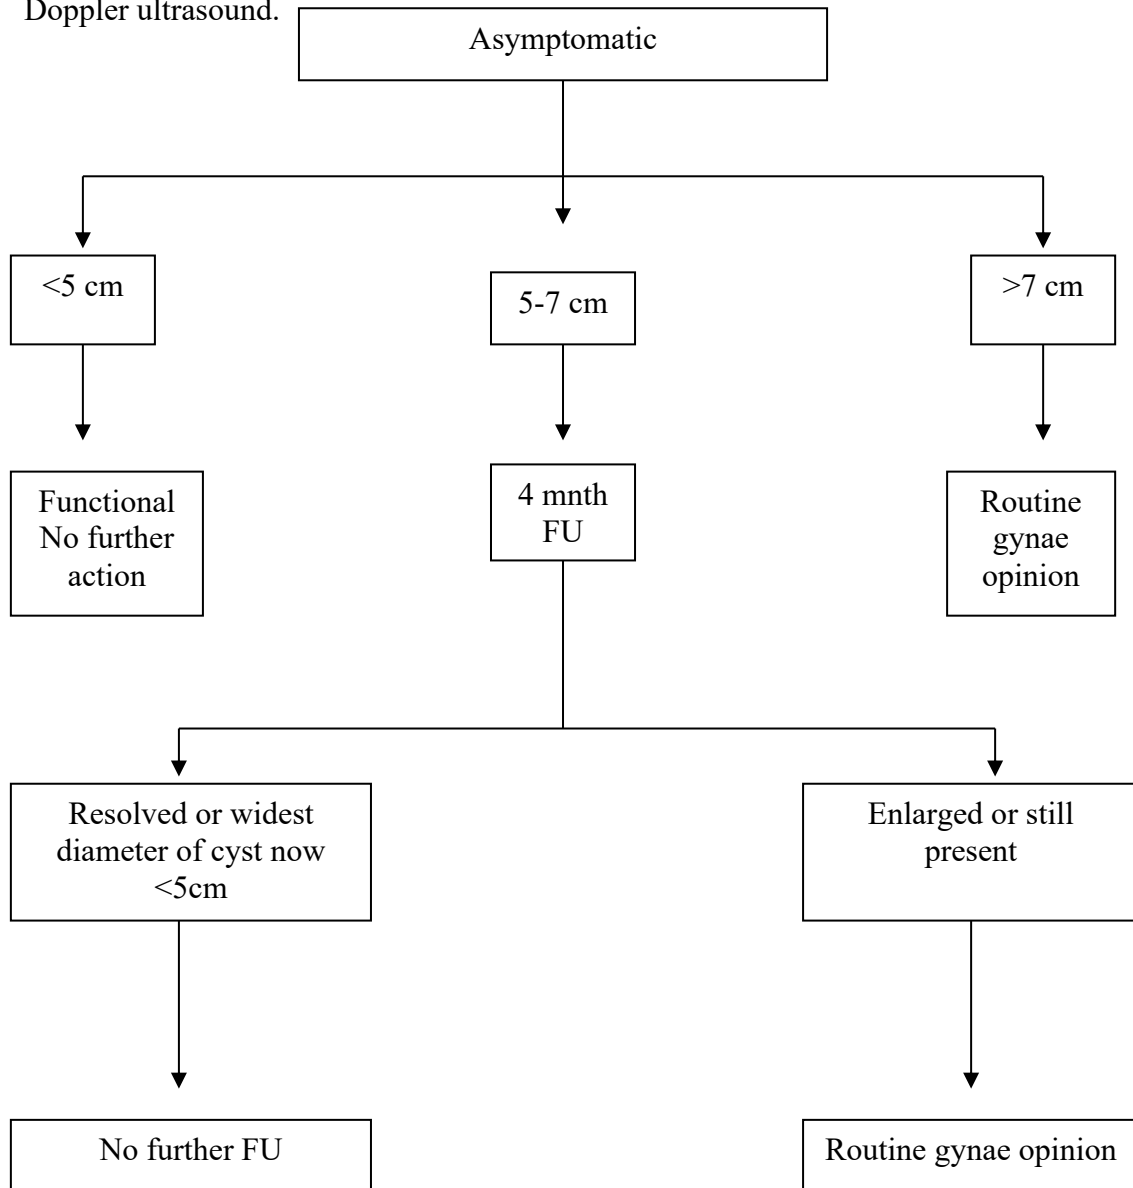 Doppler ultrasound.
Asymptomatic
<5 cm
5-7 cm
>7 cm
Functional
No further
action
4 mnth
FU
Routine
gynae
opinion
Resolved or widest
diameter of cyst now
<5cm
Enlarged or still
present
No further FU
Routine gynae opinion